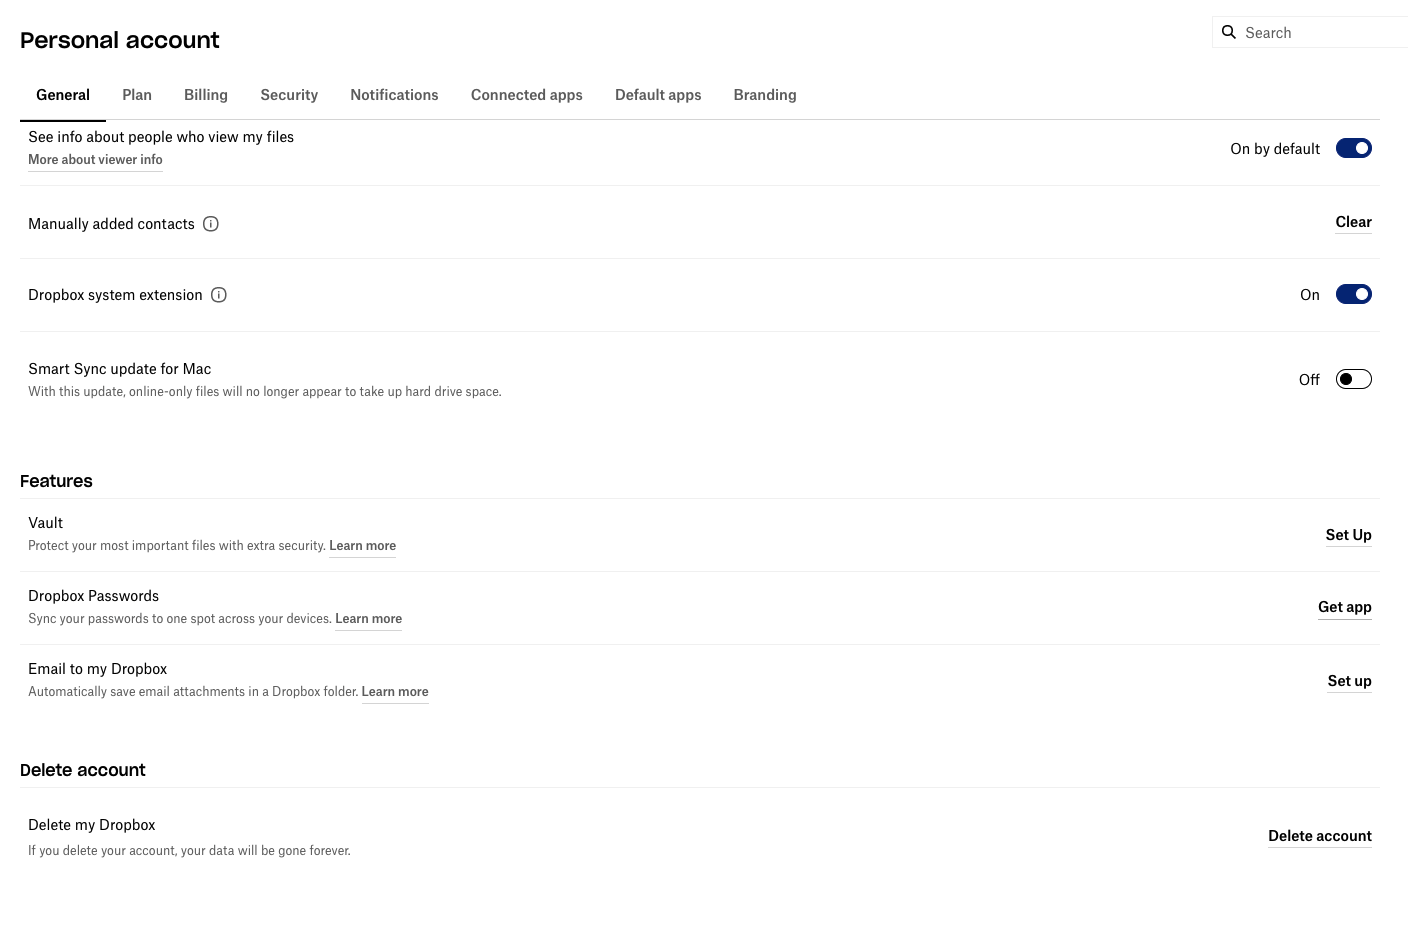 Personal account
Search
General Plan Billing Security Notifications Connected apps Default apps Branding
See info about people who view my files
More about viewer info
On by default
Manually added contacts
Clear
Dropbox system extension
On
Smart Sync update for Mac
With this update, online-only files will no longer appear to take up hard drive space.
Off
Features
Vault
Protect your most important files with extra security. Learn more
Set Up
Dropbox Passwords
Sync your passwords to one spot across your devices. Learn more
Get app
Email to my Dropbox
Automatically save email attachments in a Dropbox folder. Learn more
Set up
Delete account
Delete my Dropbox
If you delete your account, your data will be gone forever.
Delete account